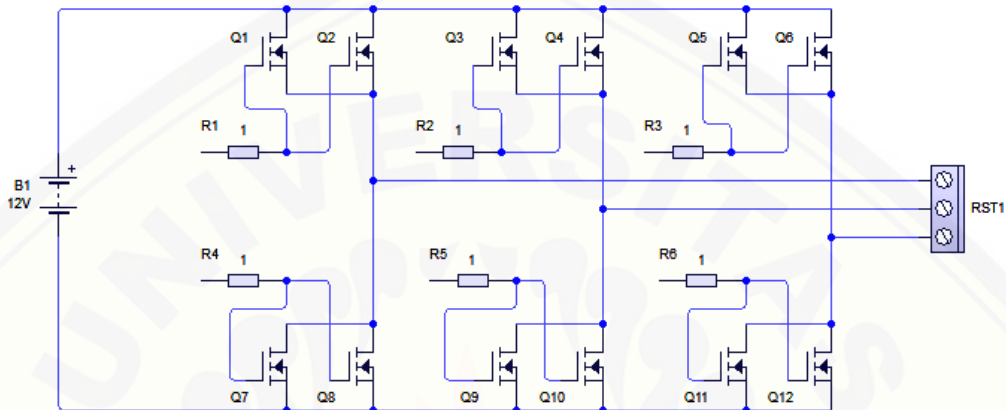 Q1 Q2 Q3 Q4 Q5 Q6
R1 1 R2 1 R3 1
B1 +
12V
RST1
R4 1 R5 1 R6 1
Q7 Q8 Q9 Q10 Q11 Q12
UNIVERSITAS